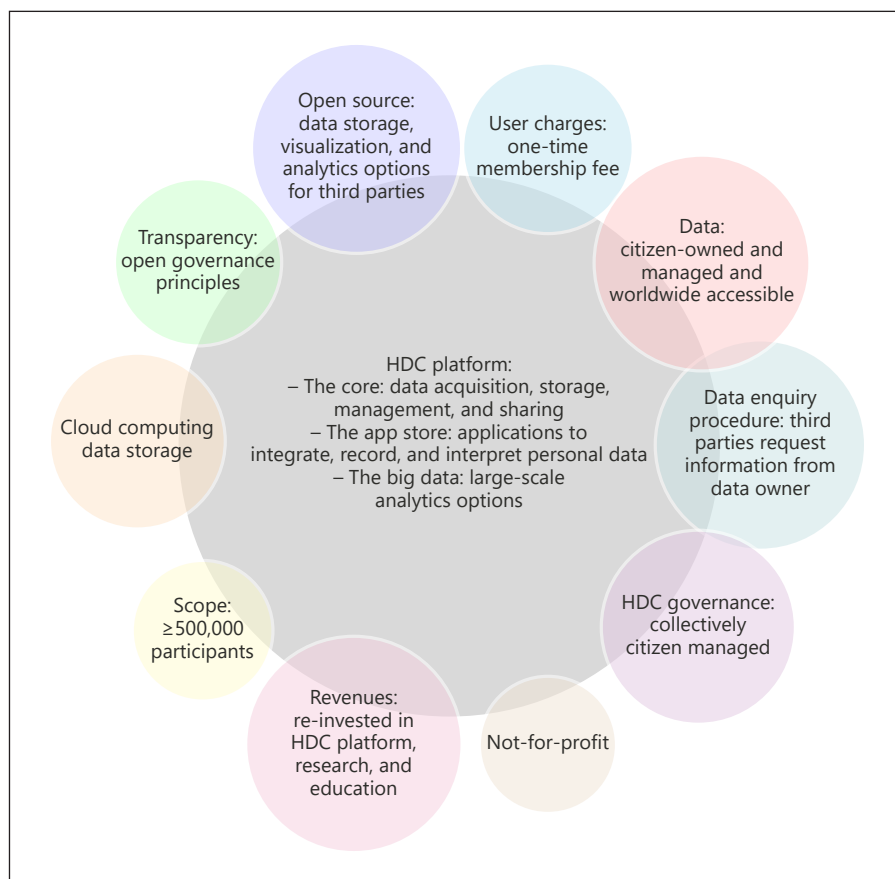 Open source:
data storage,
visualization, and
analytics options
for third parties
User charges:
one-time
membership fee
Data:
citizen-owned and
managed and
worldwide accessible
Transparency:
open governance
principles
HDC platform:
– The core: data acquisition, storage,
management, and sharing
– The app store: applications to
integrate, record, and interpret personal data
– The big data: large-scale
analytics options
Cloud computing
data storage
Data enquiry
procedure: third
parties request
information from
data owner
Scope:
≥500,000
participants
HDC governance:
collectively
citizen managed
Revenues:
re-invested in
HDC platform,
research, and
education
Not-for-profit